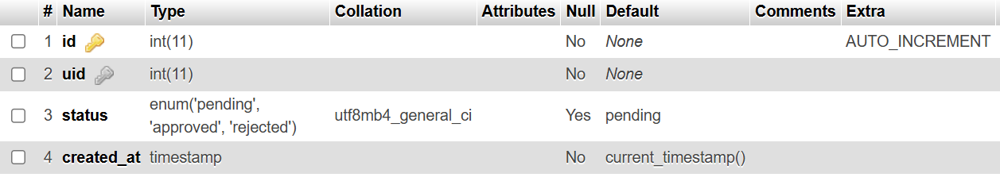 # Name Type Collation Attributes Null Default Comments Extra
1 id int(11) No None AUTO_INCREMENT
2 uid int(11) No None
3 status enum('pending', 'approved', 'rejected') utf8mb4_general_ci Yes pending
4 created_at timestamp No current_timestamp()